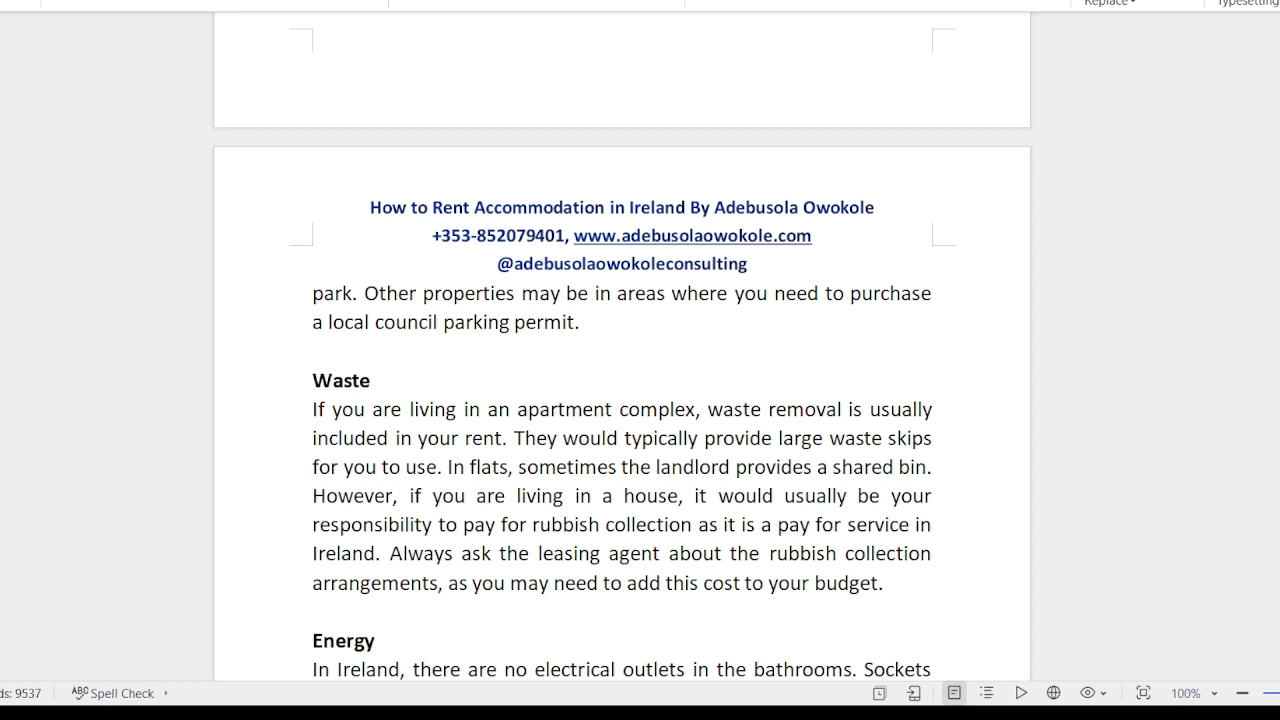 Replace
Typesetting
How to Rent Accommodation in Ireland By Adebusola Owokole
+353-852079401, www.adebusolaowokole.com
@adebusolaowokoleconsulting
park. Other properties may be in areas where you need to purchase
a local council parking permit.
Waste
If you are living in an apartment complex, waste removal is usually
included in your rent. They would typically provide large waste skips
for you to use. In flats, sometimes the landlord provides a shared bin.
However, if you are living in a house, it would usually be your
responsibility to pay for rubbish collection as it is a pay for service in
Ireland. Always ask the leasing agent about the rubbish collection
arrangements, as you may need to add this cost to your budget.
Energy
In Ireland, there are no electrical outlets in the bathrooms. Sockets
ds: 9537 ABC Spell Check 100%